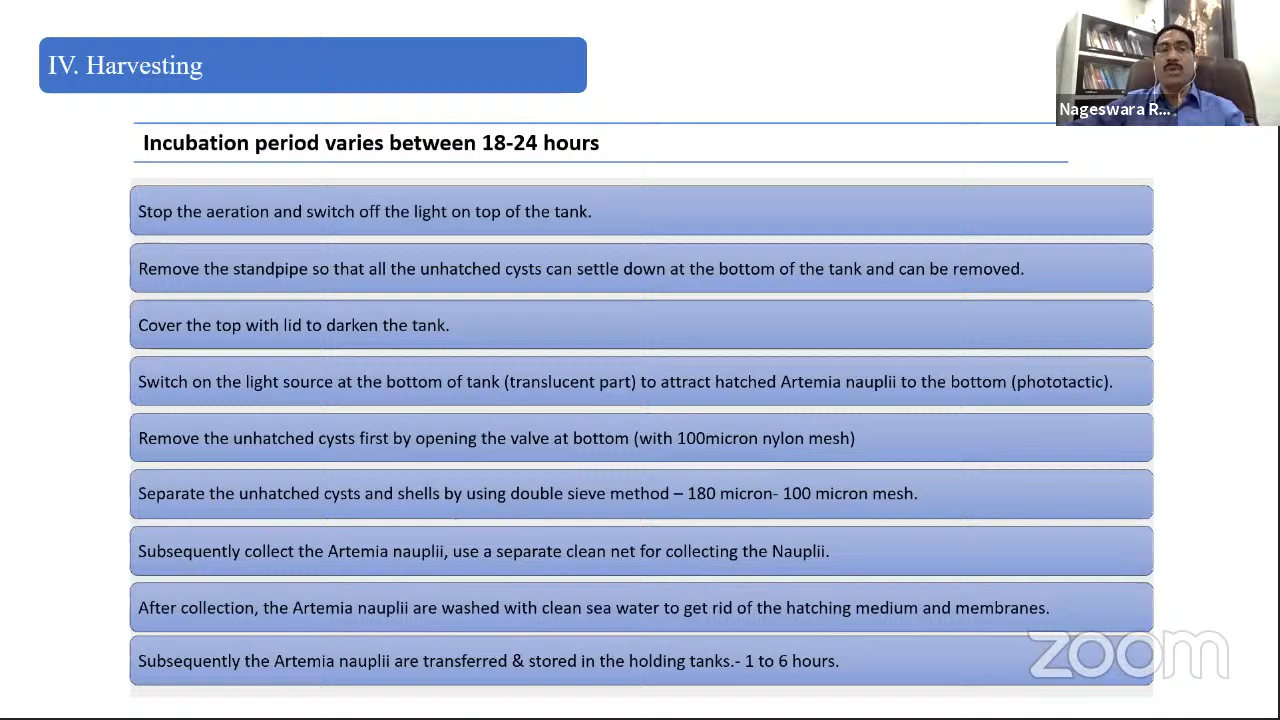 IV. Harvesting
Nageswara R...
Incubation period varies between 18-24 hours
Stop the aeration and switch off the light on top of the tank.
Remove the standpipe so that all the unhatched cysts can settle down at the bottom of the tank and can be removed.
Cover the top with lid to darken the tank.
Switch on the light source at the bottom of tank (translucent part) to attract hatched Artemia nauplii to the bottom (phototactic).
Remove the unhatched cysts first by opening the valve at bottom (with 100micron nylon mesh)
Separate the unhatched cysts and shells by using double sieve method – 180 micron- 100 micron mesh.
Subsequently collect the Artemia nauplii, use a separate clean net for collecting the Nauplii.
After collection, the Artemia nauplii are washed with clean sea water to get rid of the hatching medium and membranes.
Subsequently the Artemia nauplii are transferred & stored in the holding tanks.- 1 to 6 hours.
zoom